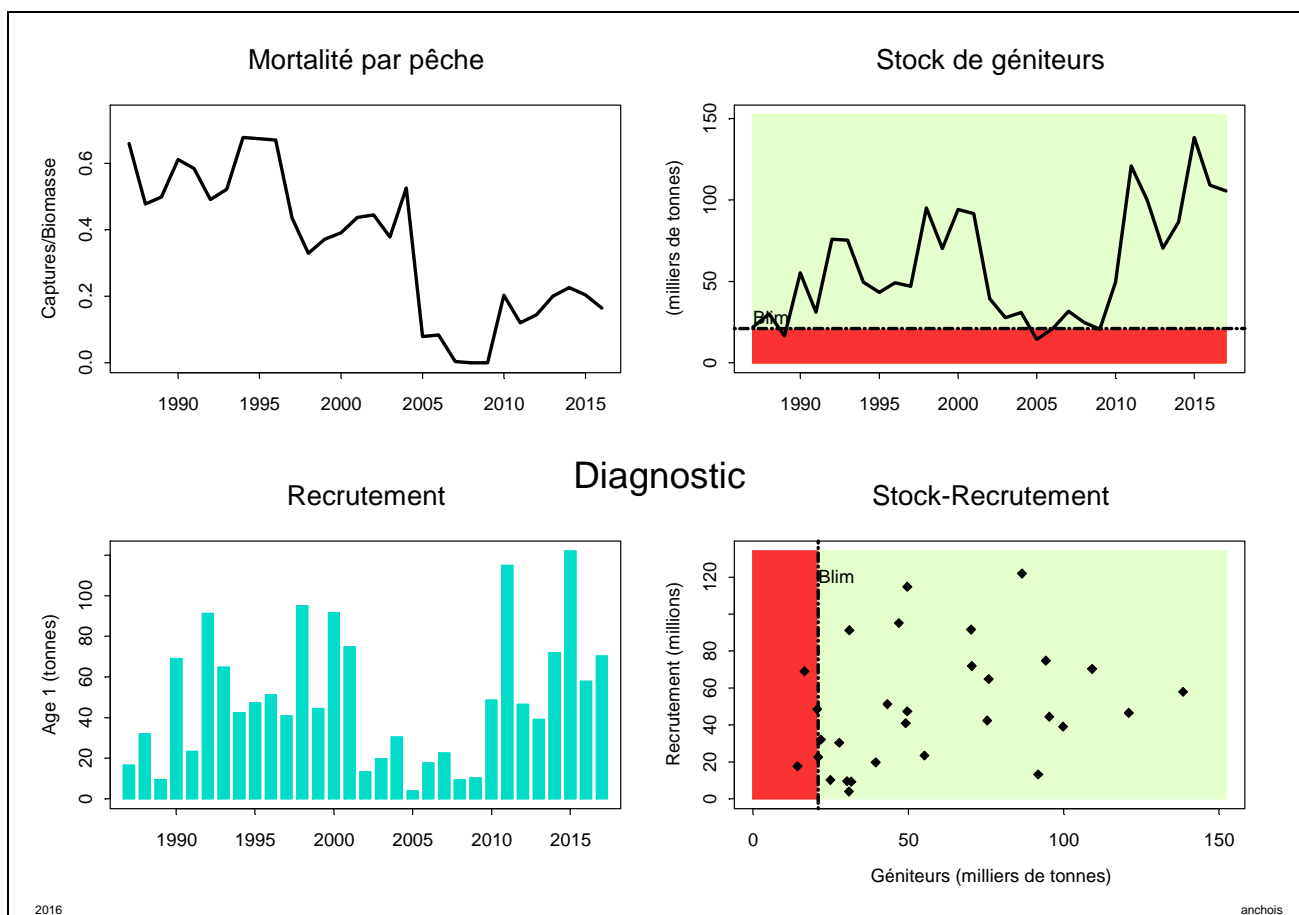 Mortalité par pêche
Captures/Biomasse
0.0 0.2 0.4 0.6
1990 1995 2000 2005 2010 2015
Stock de géniteurs
(milliers de tonnes)
0 50 100 150
Blim
1990 1995 2000 2005 2010 2015
Diagnostic
Recrutement
Age 1 (tonnes)
0 20 40 60 80 100
1990 1995 2000 2005 2010 2015
Stock-Recrutement
Recrutement (millions)
0 20 40 60 80 120
Blim
0 50 100 150
Géniteurs (milliers de tonnes)
2016
anchois